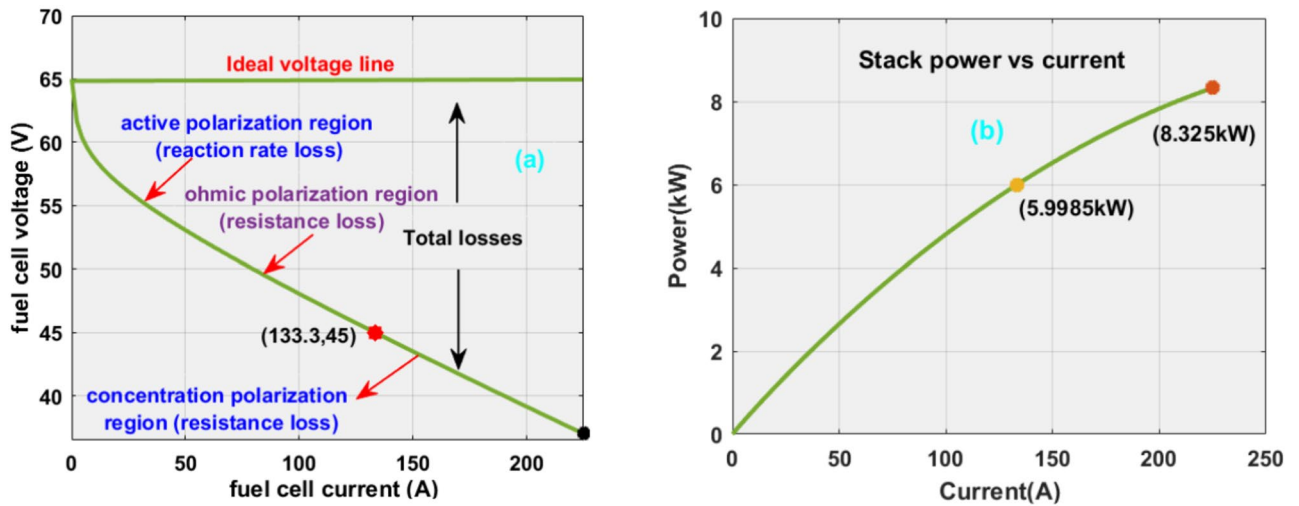 70
65
60
55
50
45
40
fuel cell voltage (V)
Ideal voltage line
active polarization region
(reaction rate loss)
(a)
ohmic polarization region
(resistance loss)
Total losses
(133.3,45)
concentration polarization
region (resistance loss)
0 50 100 150 200
fuel cell current (A)
10
8
6
4
2
0
Power(kW)
Stack power vs current
(b)
(8.325kW)
(5.9985kW)
0 50 100 150 200 250
Current(A)